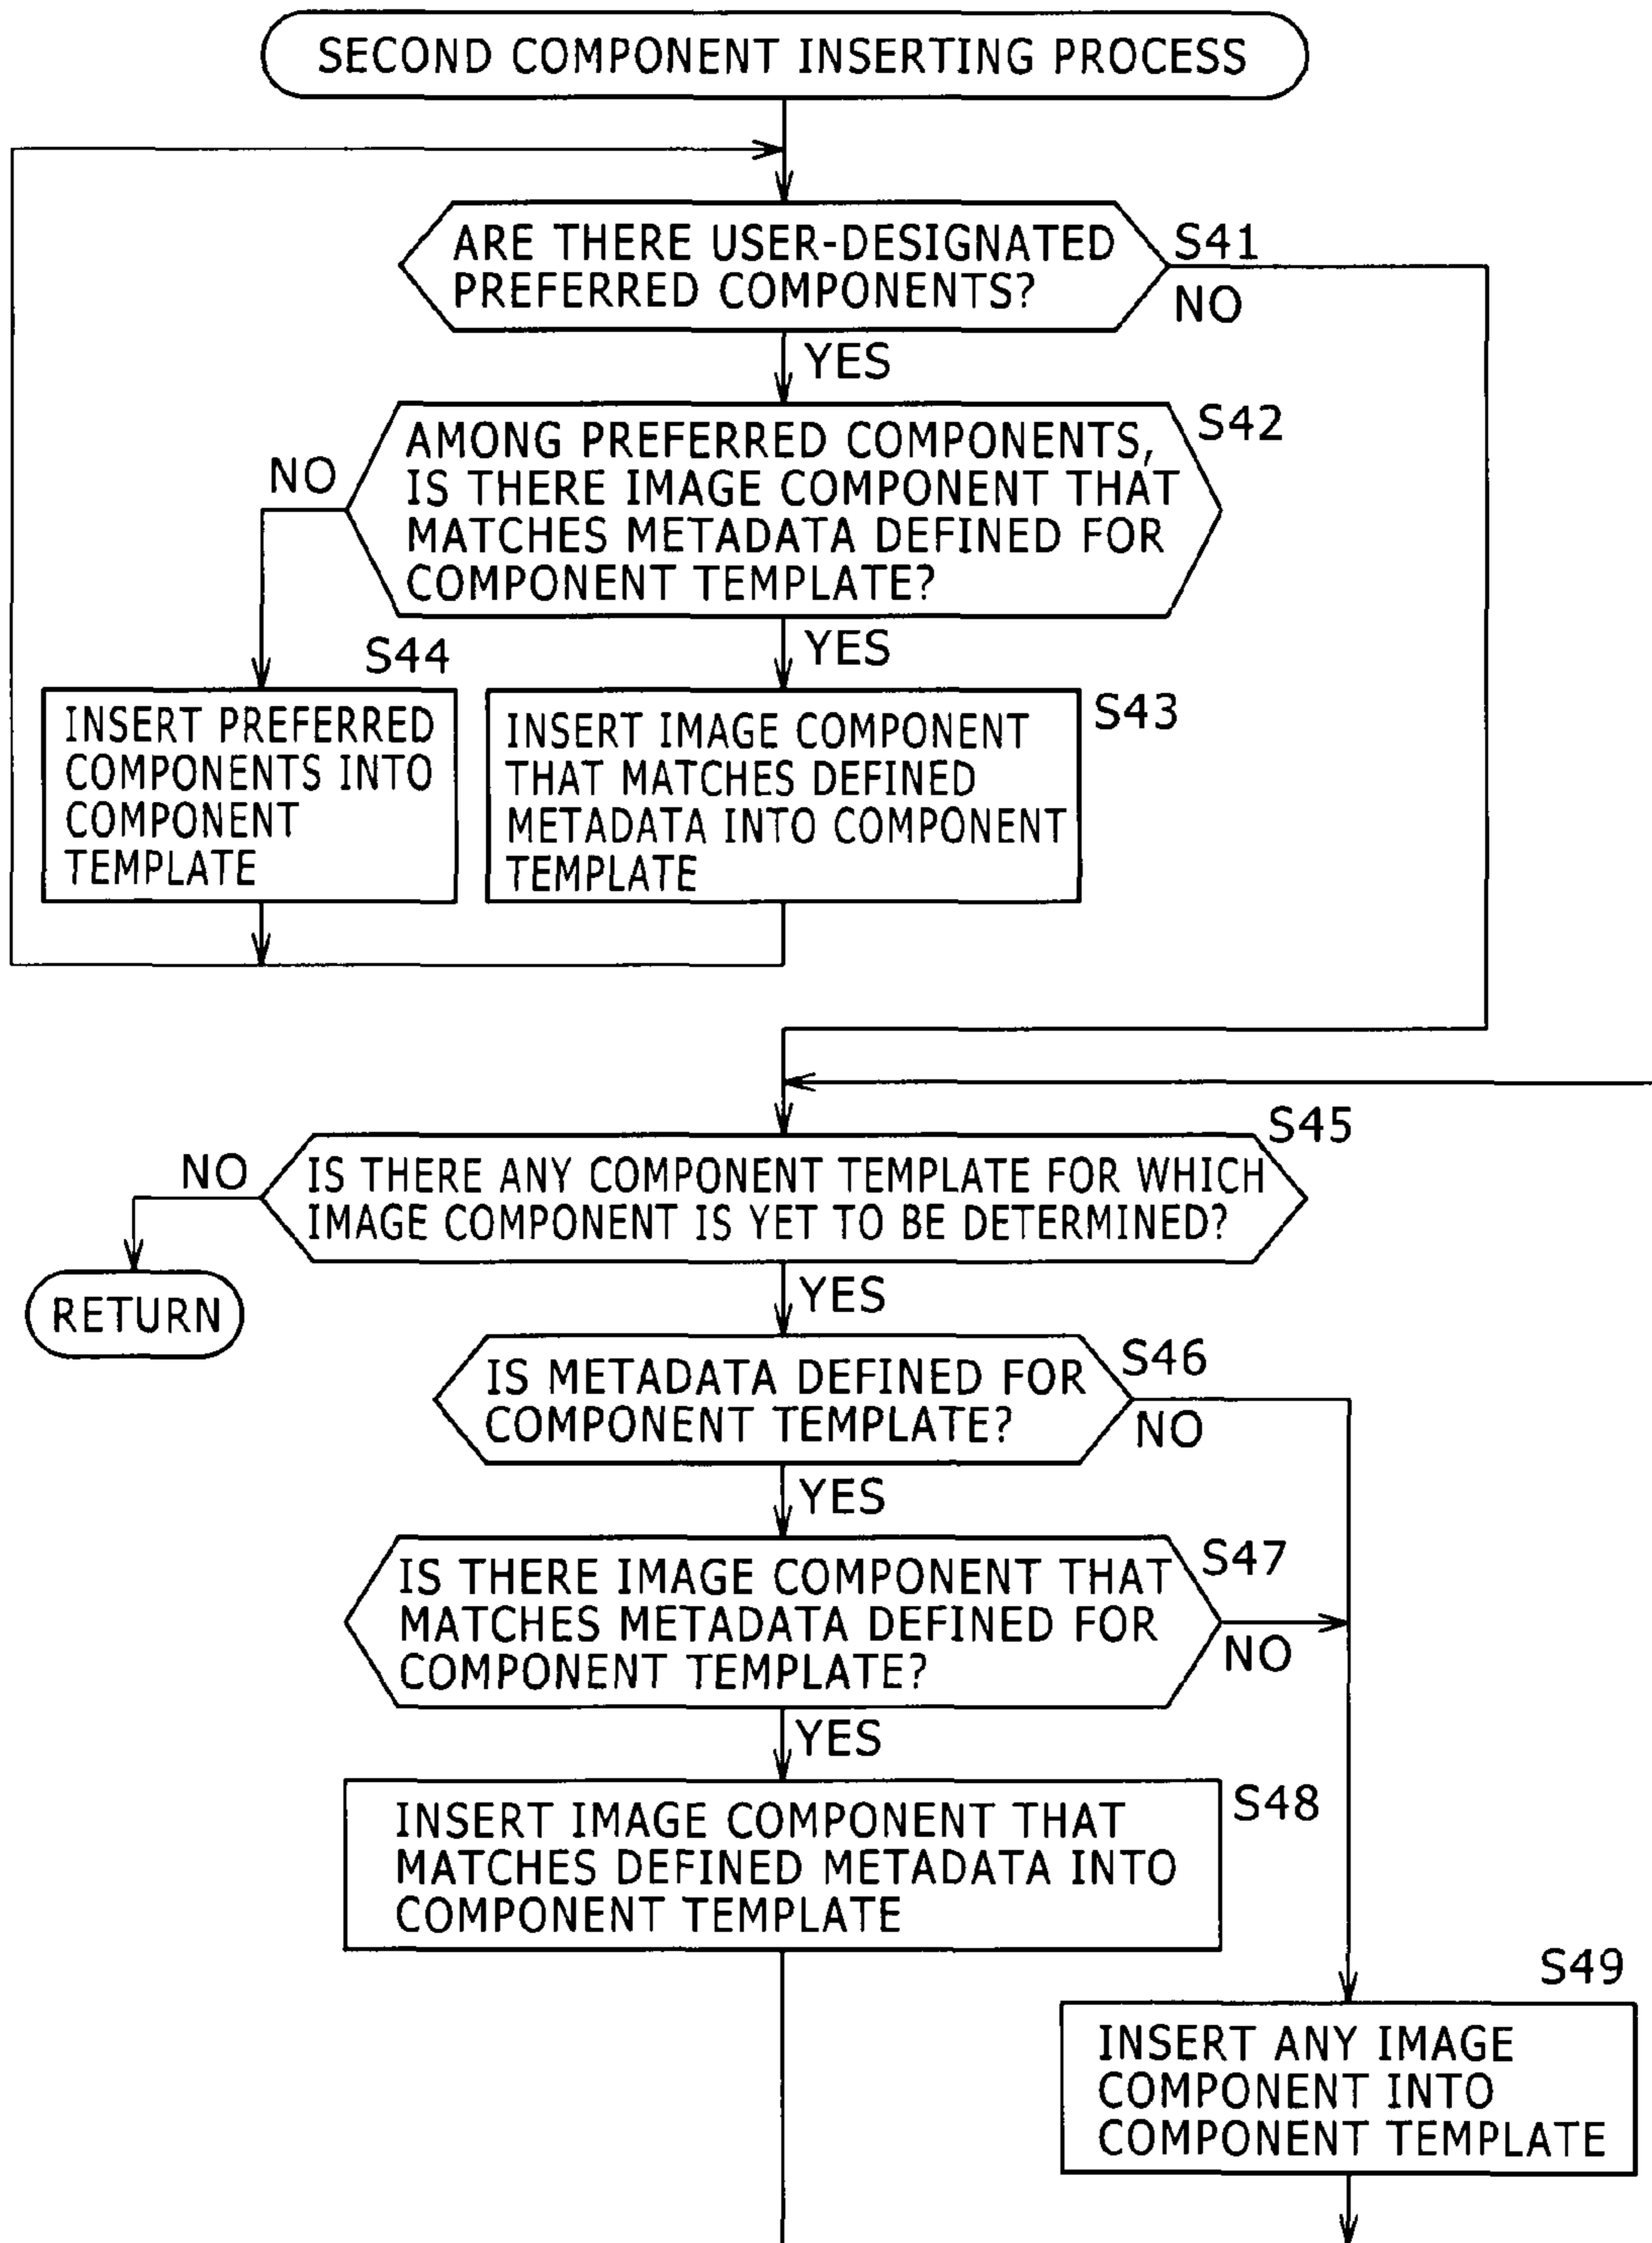 SECOND COMPONENT INSERTING PROCESS
ARE THERE USER-DESIGNATED
PREFERRED COMPONENTS?
S41
NO
YES
AMONG PREFERRED COMPONENTS,
IS THERE IMAGE COMPONENT THAT
MATCHES METADATA DEFINED FOR
COMPONENT TEMPLATE?
S42
NO
YES
S44
INSERT PREFERRED
COMPONENTS INTO
COMPONENT
TEMPLATE
S43
INSERT IMAGE COMPONENT
THAT MATCHES DEFINED
METADATA INTO COMPONENT
TEMPLATE
S45
IS THERE ANY COMPONENT TEMPLATE FOR WHICH
IMAGE COMPONENT IS YET TO BE DETERMINED?
NO
RETURN
YES
IS METADATA DEFINED FOR
COMPONENT TEMPLATE?
S46
NO
YES
IS THERE IMAGE COMPONENT THAT
MATCHES METADATA DEFINED FOR
COMPONENT TEMPLATE?
S47
NO
YES
INSERT IMAGE COMPONENT THAT
MATCHES DEFINED METADATA INTO
COMPONENT TEMPLATE
S48
S49
INSERT ANY IMAGE
COMPONENT INTO
COMPONENT TEMPLATE